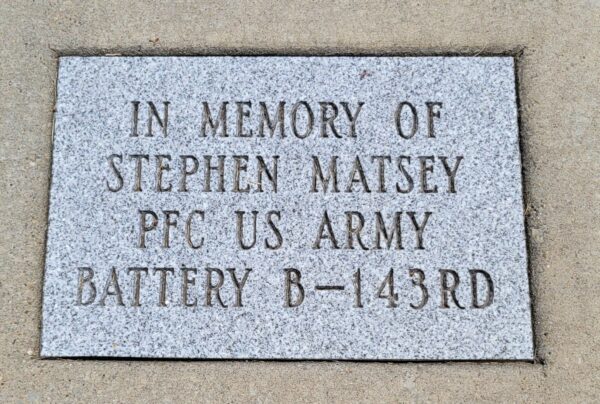 IN MEMORY OF
STEPHEN MATSEY
PFC US ARMY
BATTERY B-143RD